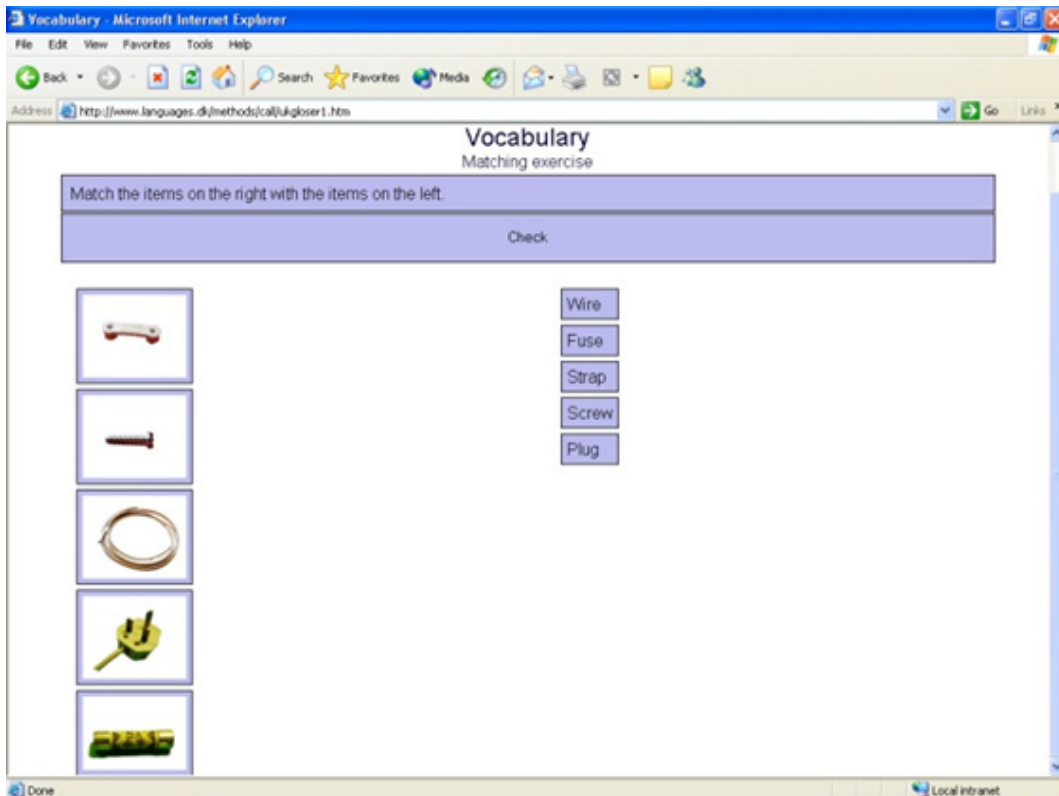 Vocabulary - Microsoft Internet Explorer
File Edit View Favorites Tools Help
Back Search Favorites Media
Address http://www.languages.dk/methods/call/ukgloser1.htm Go Links
Vocabulary
Matching exercise
Match the items on the right with the items on the left.
Check
Wire
Fuse
Strap
Screw
Plug
Done Local intranet